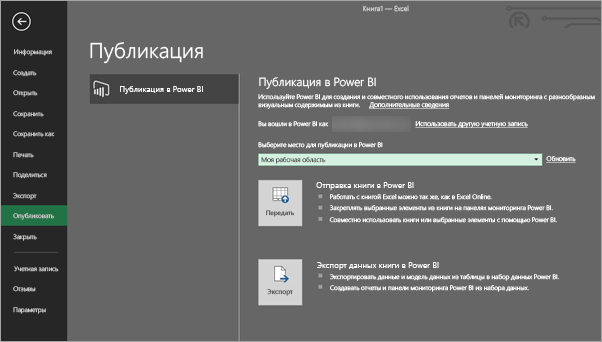 Книга1 — Excel
Информация
Создать
Открыть
Сохранить
Сохранить как
Печать
Поделиться
Экспорт
Опубликовать
Закрыть
Учетная запись
Отзывы
Параметры
Публикация
Публикация в Power BI
Публикация в Power BI
Используйте Power BI для создания и совместного использования отчетов и панелей мониторинга с разнообразным
визуальным содержимым из книги. Дополнительные сведения
Вы вошли в Power BI как Использовать другую учетную запись
Выберите место для публикации в Power BI
Моя рабочая область Обновить
Передать
Отправка книги в Power BI
Работать с книгой Excel можно так же, как в Excel Online.
Закреплять выбранные элементы из книги на панелях мониторинга Power BI.
Совместно использовать книги или выбранные элементы с помощью Power BI.
Экспорт
Экспорт данных книги в Power BI
Экспортировать данные и модель данных из таблицы в набор данных Power BI.
Создавать отчеты и панели мониторинга Power BI из набора данных.